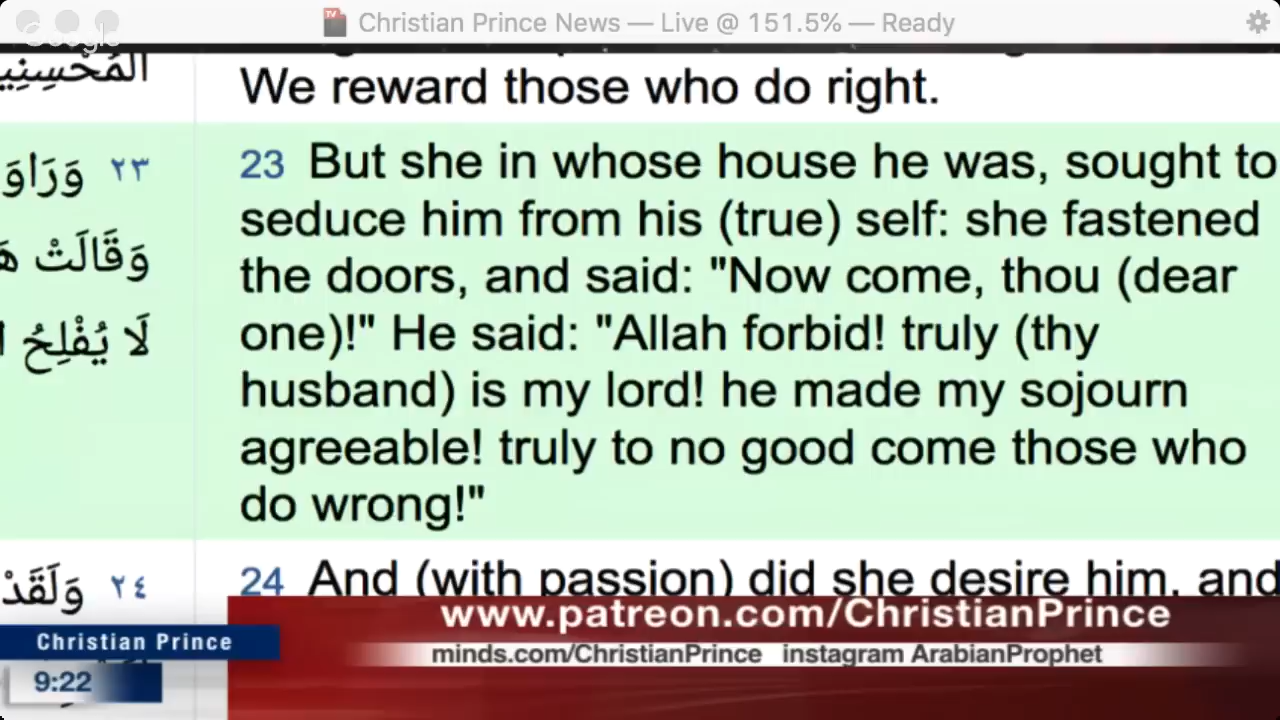 Christian Prince News — Live @ 151.5% — Ready
Google
We reward those who do right.
٢٣ وَرَاوَ
23 But she in whose house he was, sought to
seduce him from his (true) self: she fastened
وَقَالَتْ
the doors, and said: "Now come, thou (dear
لَا يُفْلِحُ
one)!" He said: "Allah forbid! truly (thy
husband) is my lord! he made my sojourn
agreeable! truly to no good come those who
do wrong!"
٢٤ وَلَقَدْ
24 And (with passion) did she desire him, and
www.patreon.com/ChristianPrince
Christian Prince
minds.com/ChristianPrince instagram ArabianProphet
9:22